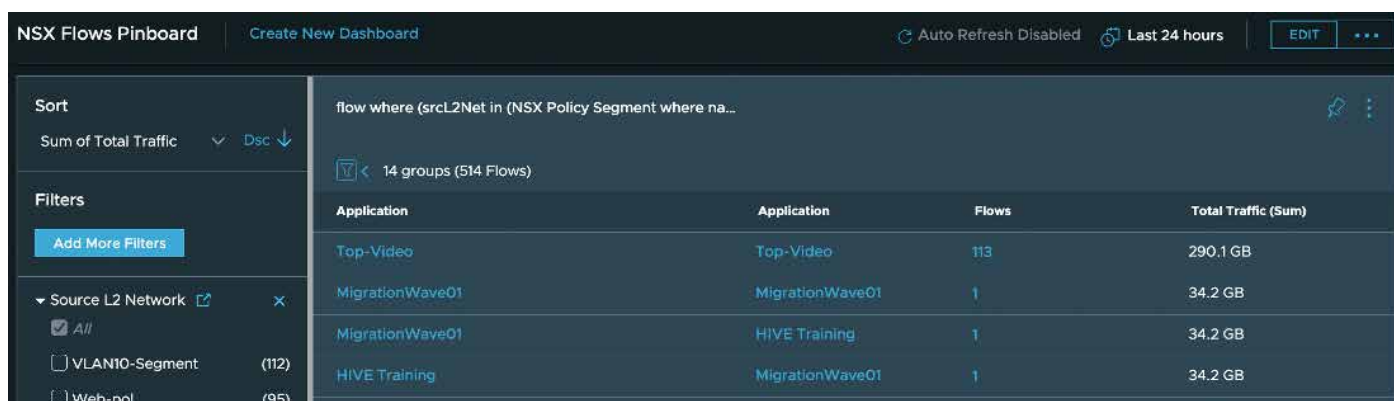 NSX Flows Pinboard Create New Dashboard Auto Refresh Disabled Last 24 hours EDIT
Sort
Sum of Total Traffic Dsc
Filters
Add More Filters
Source L2 Network
All
VLAN10-Segment (112)
Web-pol (95)
flow where (srcL2Net in (NSX Policy Segment where na...
14 groups (514 Flows)
Application Application Flows Total Traffic (Sum)
Top-Video Top-Video 113 290.1 GB
MigrationWave01 MigrationWave01 1 34.2 GB
MigrationWave01 HIVE Training 1 34.2 GB
HIVE Training MigrationWave01 1 34.2 GB